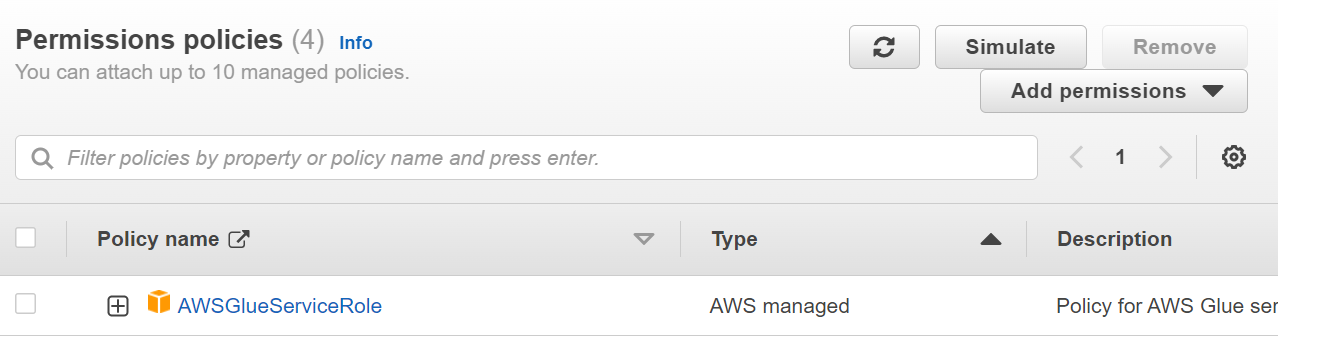 Permissions policies (4) Info
You can attach up to 10 managed policies.
Simulate
Remove
Add permissions
Filter policies by property or policy name and press enter.
1
Policy name
Type
Description
AWSGlueServiceRole
AWS managed
Policy for AWS Glue ser